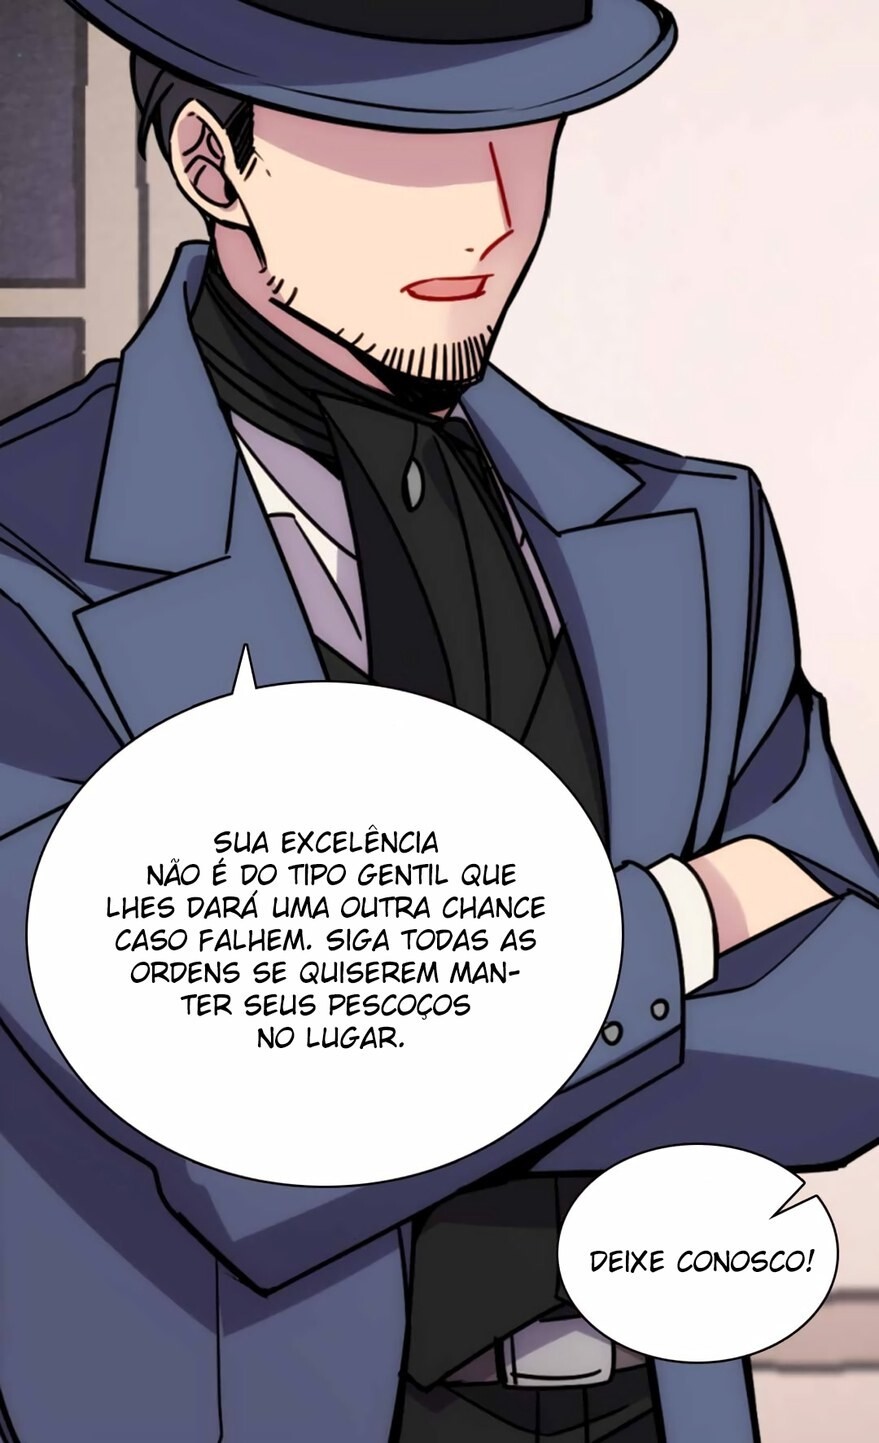 SUA EXCELÊNCIA
NÃO É DO TIPO GENTIL QUE
LHES DARÁ UMA OUTRA CHANCE
CASO FALHEM. SIGA TODAS AS
ORDENS SE QUISEREM MAN-
TER SEUS PESCOÇOS
NO LUGAR.
DEIXE CONOSCO!